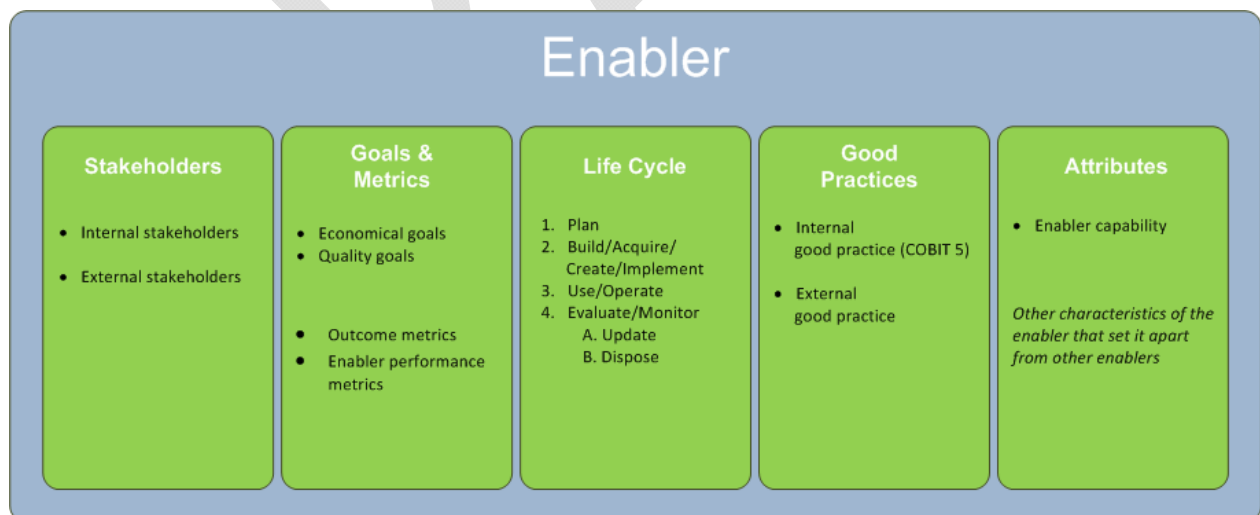 Enabler
Stakeholders
• Internal stakeholders
• External stakeholders
Goals &
Metrics
• Economical goals
• Quality goals
• Outcome metrics
• Enabler performance
metrics
Life Cycle
1. Plan
2. Build/Acquire/
Create/Implement
3. Use/Operate
4. Evaluate/Monitor
A. Update
B. Dispose
Good
Practices
• Internal
good practice (COBIT 5)
• External
good practice
Attributes
• Enabler capability
Other characteristics of the
enabler that set it apart
from other enablers